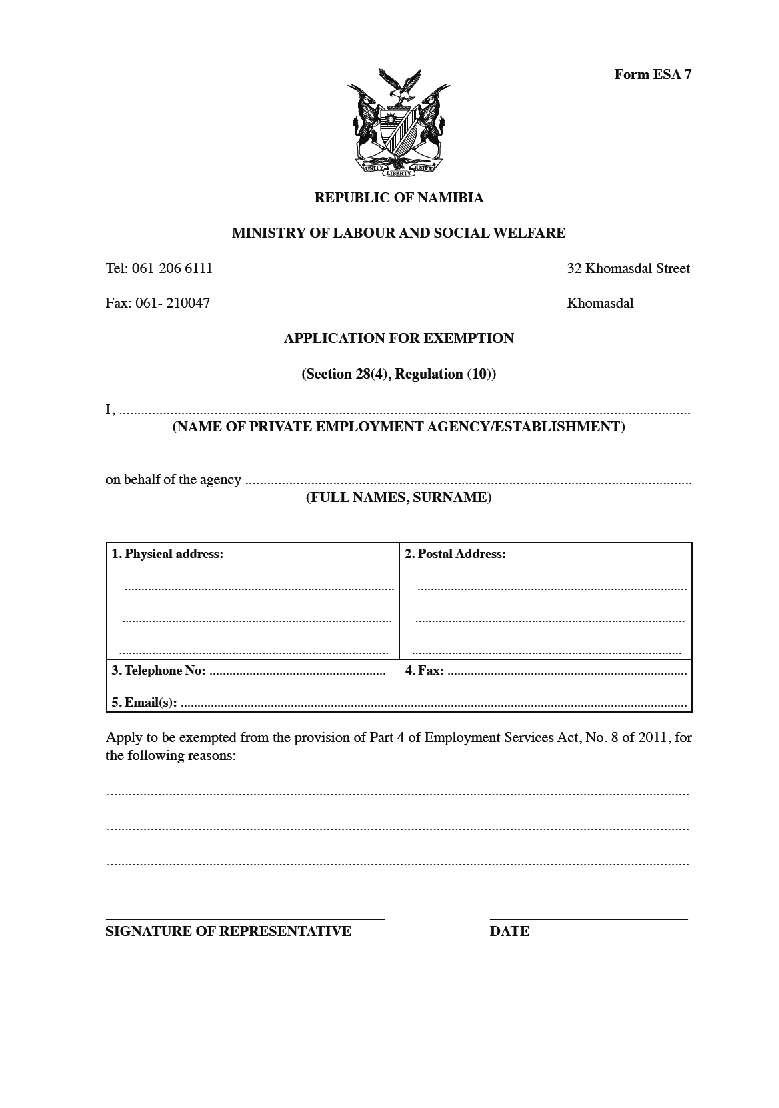 Form ESA 7
UNITY LIBERTY JUSTICE
REPUBLIC OF NAMIBIA
MINISTRY OF LABOUR AND SOCIAL WELFARE
Tel: 061 206 6111 32 Khomasdal Street
Fax: 061- 210047 Khomasdal
APPLICATION FOR EXEMPTION
(Section 28(4), Regulation (10))
I, ........................................................................
(NAME OF PRIVATE EMPLOYMENT AGENCY/ESTABLISHMENT)
on behalf of the agency ........................................................................
(FULL NAMES, SURNAME)
1. Physical address: 2. Postal Address:
3. Telephone No: ................................................ 4. Fax: ................................................
5. Email(s): ........................................................................
Apply to be exempted from the provision of Part 4 of Employment Services Act, No. 8 of 2011, for
the following reasons:
SIGNATURE OF REPRESENTATIVE DATE